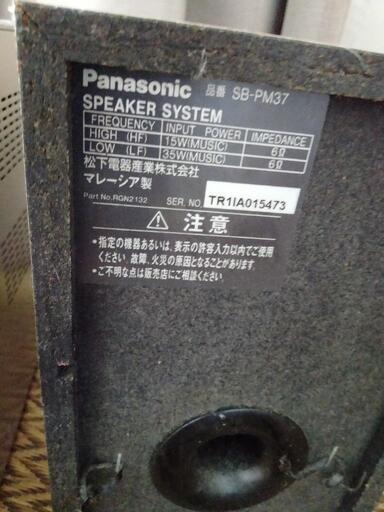 Panasonic 品番 SB-PM37
SPEAKER SYSTEM
FREQUENCY INPUT POWER IMPEDANCE
HIGH (HF) 15W(MUSIC) 6Ω
LOW (LF) 35W(MUSIC) 6Ω
松下電器産業株式会社
マレーシア製
Part No.RGN2132 SER. NO. TR1IA015473
⚠ 注意
•指定の機器あるいは、表示の許容入力以内でご使用
ください。故障、火災の原因となることがあります。
•ご不明な点は販売店にご相談ください。